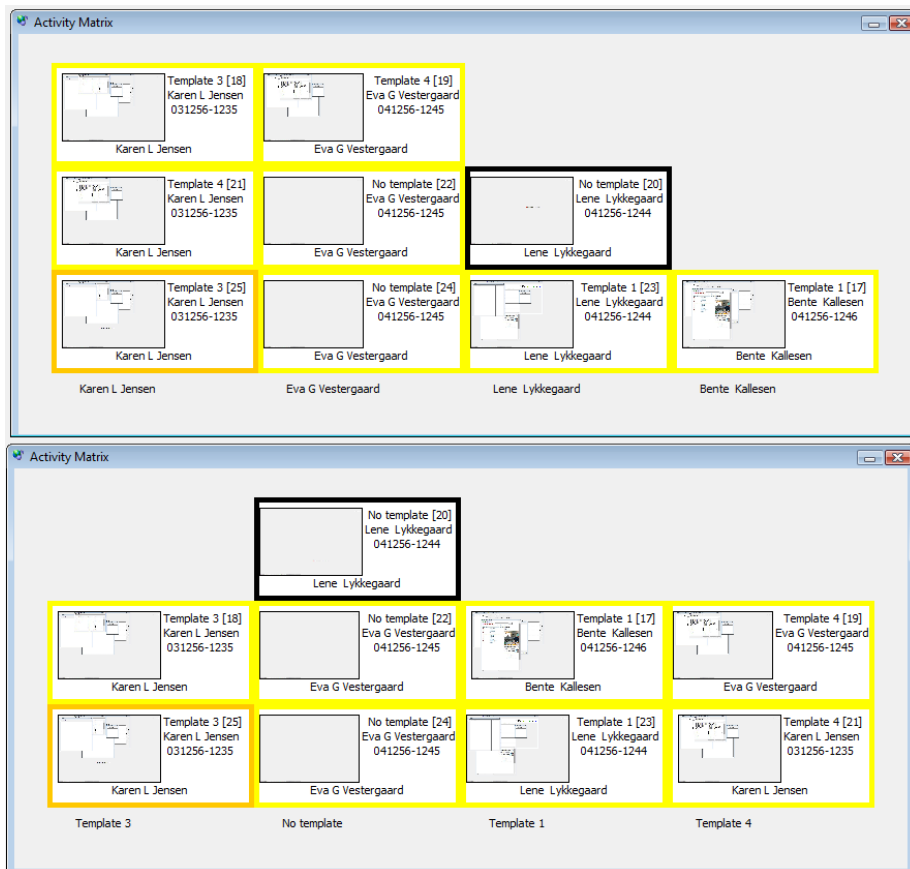 Activity Matrix
Template 3 [18]
Karen L Jensen
031256-1235
Karen L Jensen
Template 4 [19]
Eva G Vestergaard
041256-1245
Eva G Vestergaard
Template 4 [21]
Karen L Jensen
031256-1235
Karen L Jensen
No template [22]
Eva G Vestergaard
041256-1245
Eva G Vestergaard
No template [20]
Lene Lykkegaard
041256-1244
Lene Lykkegaard
Template 3 [25]
Karen L Jensen
031256-1235
Karen L Jensen
No template [24]
Eva G Vestergaard
041256-1245
Eva G Vestergaard
Template 1 [23]
Lene Lykkegaard
041256-1244
Lene Lykkegaard
Template 1 [17]
Bente Kallesen
041256-1246
Bente Kallesen
Karen L Jensen
Eva G Vestergaard
Lene Lykkegaard
Bente Kallesen
Activity Matrix
No template [20]
Lene Lykkegaard
041256-1244
Lene Lykkegaard
Template 3 [18]
Karen L Jensen
031256-1235
Karen L Jensen
No template [22]
Eva G Vestergaard
041256-1245
Eva G Vestergaard
Template 1 [17]
Bente Kallesen
041256-1246
Bente Kallesen
Template 4 [19]
Eva G Vestergaard
041256-1245
Eva G Vestergaard
Template 3 [25]
Karen L Jensen
031256-1235
Karen L Jensen
No template [24]
Eva G Vestergaard
041256-1245
Eva G Vestergaard
Template 1 [23]
Lene Lykkegaard
041256-1244
Lene Lykkegaard
Template 4 [21]
Karen L Jensen
031256-1235
Karen L Jensen
Template 3
No template
Template 1
Template 4